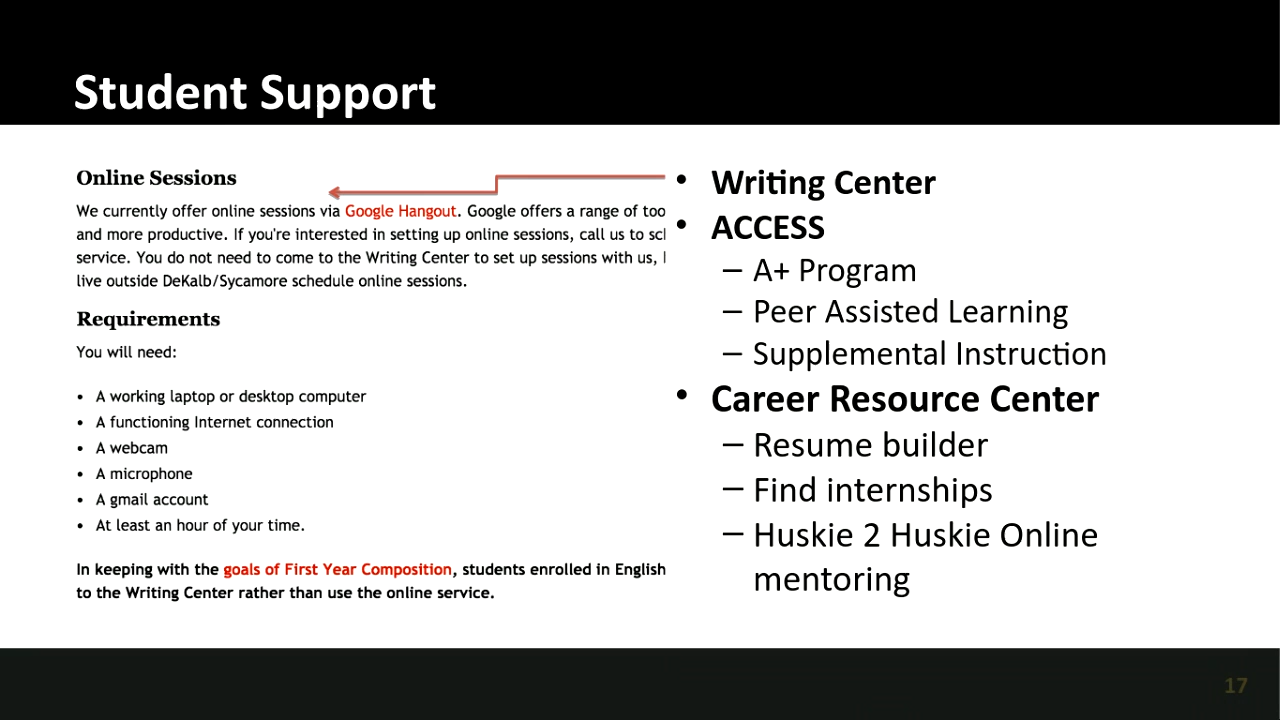 Student Support
Online Sessions
We currently offer online sessions via Google Hangout. Google offers a range of too
and more productive. If you're interested in setting up online sessions, call us to scl
service. You do not need to come to the Writing Center to set up sessions with us,
live outside DeKalb/Sycamore schedule online sessions.
Requirements
You will need:
• A working laptop or desktop computer
• A functioning Internet connection
• A webcam
• A microphone
• A gmail account
• At least an hour of your time.
In keeping with the goals of First Year Composition, students enrolled in English
to the Writing Center rather than use the online service.
• Writing Center
• ACCESS
– A+ Program
– Peer Assisted Learning
– Supplemental Instruction
• Career Resource Center
– Resume builder
– Find internships
– Huskie 2 Huskie Online
mentoring
17